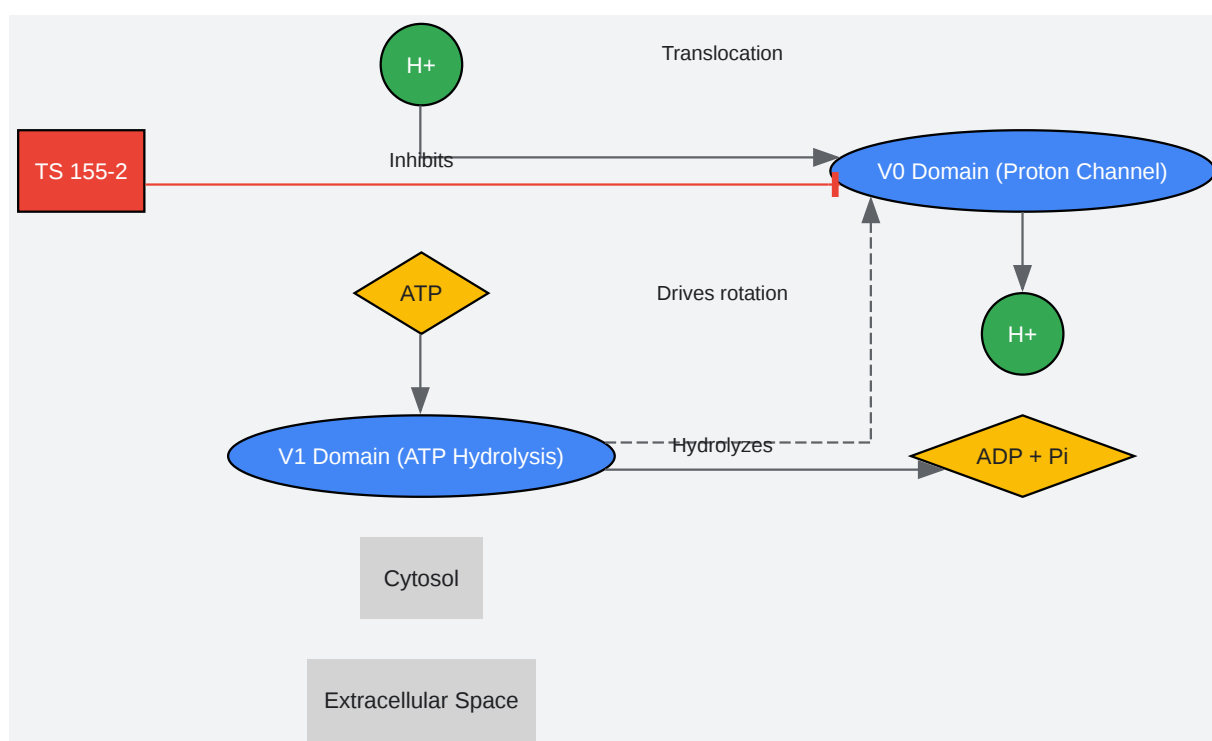 H+
Translocation
TS 155-2
Inhibits
V0 Domain (Proton Channel)
ATP
Drives rotation
H+
V1 Domain (ATP Hydrolysis)
Hydrolyzes
ADP + Pi
Cytosol
Extracellular Space